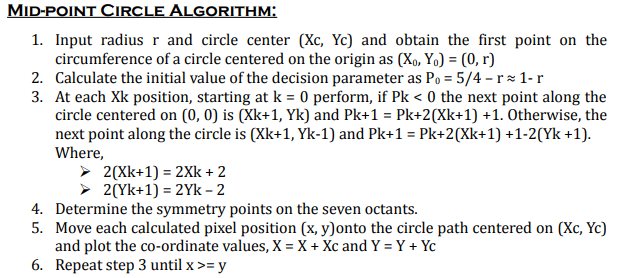 MID-POINT CIRCLE ALGORITHM:
1. Input radius r and circle center (Xc, Yc) and obtain the first point on the
circumference of a circle centered on the origin as (X₀, Y₀) = (0, r)
2. Calculate the initial value of the decision parameter as P₀ = 5/4 – r ≈ 1- r
3. At each Xk position, starting at k = 0 perform, if Pk < 0 the next point along the
circle centered on (0, 0) is (Xk+1, Yk) and Pk+1 = Pk+2(Xk+1) +1. Otherwise, the
next point along the circle is (Xk+1, Yk-1) and Pk+1 = Pk+2(Xk+1) +1-2(Yk +1).
Where,
➢ 2(Xk+1) = 2Xk + 2
➢ 2(Yk+1) = 2Yk – 2
4. Determine the symmetry points on the seven octants.
5. Move each calculated pixel position (x, y)onto the circle path centered on (Xc, Yc)
and plot the co-ordinate values, X = X + Xc and Y = Y + Yc
6. Repeat step 3 until x >= y